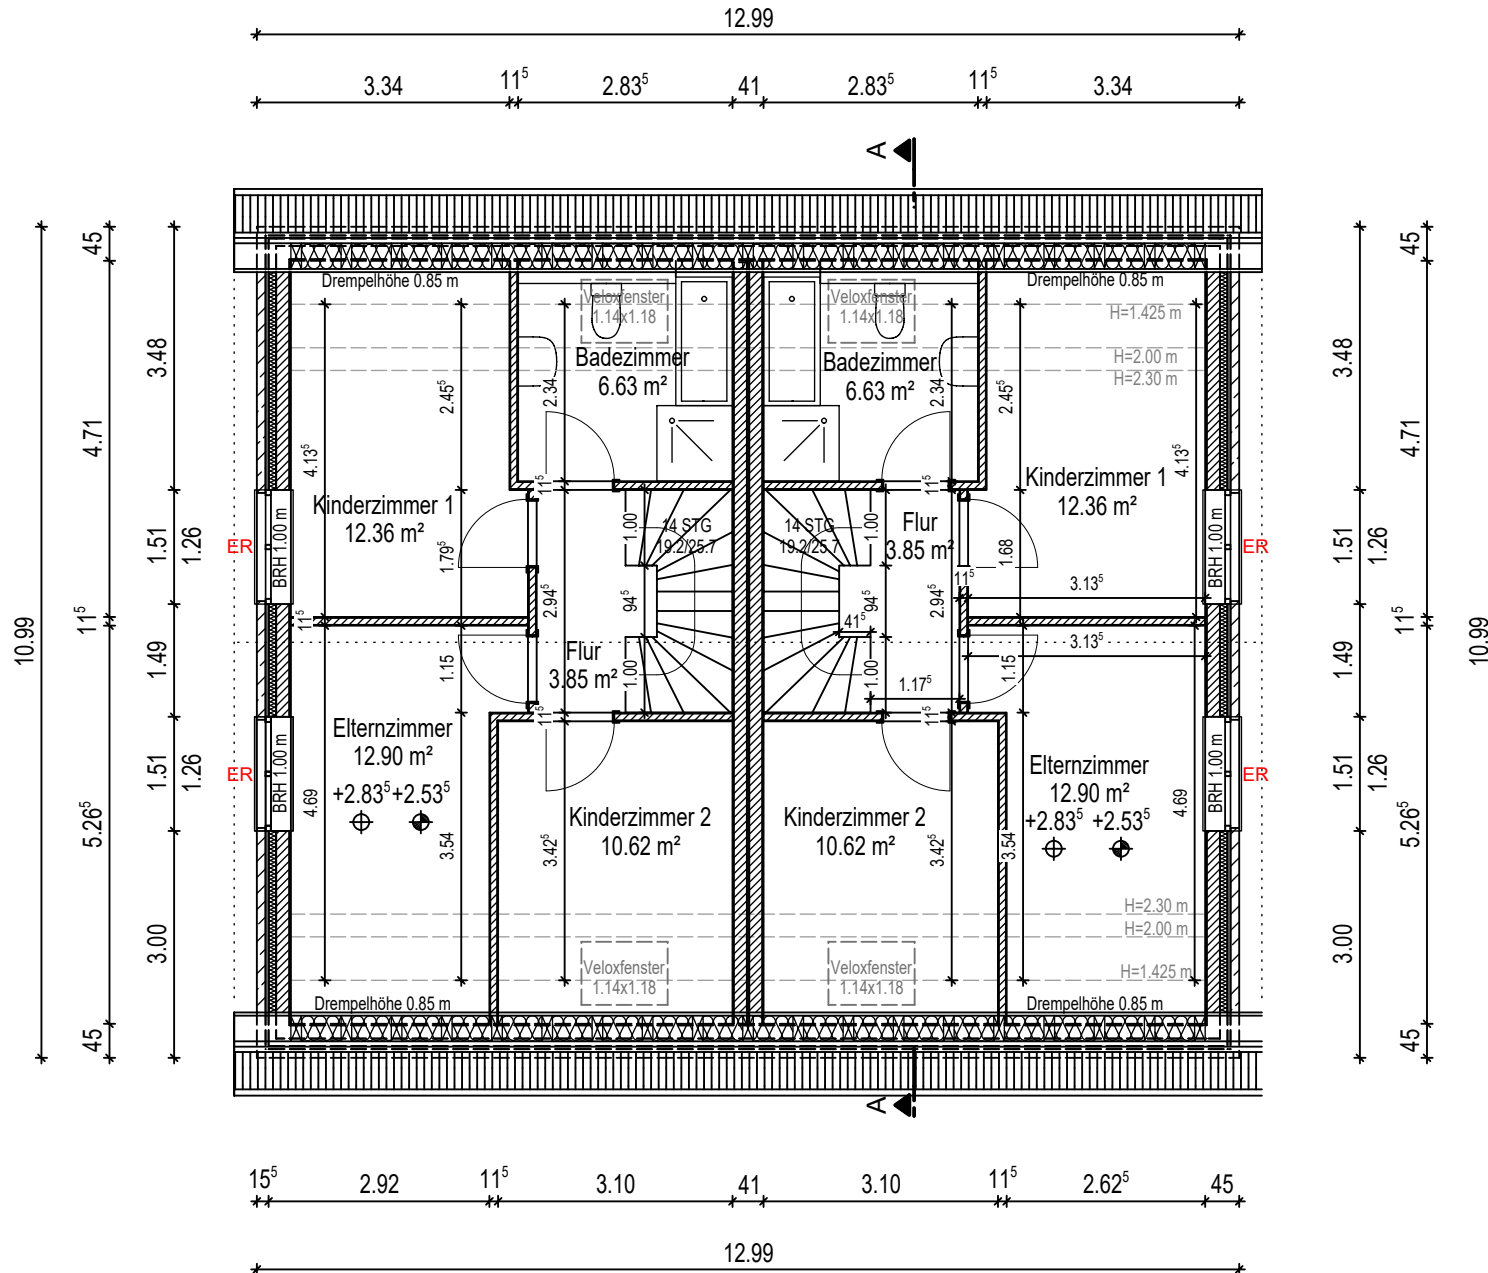 12.99
3.34
11⁵
2.83⁵
41
2.83⁵
11⁵
3.34
A
45
4.71
11⁵
5.26⁵
45
10.99
3.48
1.51
1.26
1.49
1.51
1.26
3.00
Drempelhöhe 0.85 m
Veloxfenster
1.14x1.18
Veloxfenster
1.14x1.18
Drempelhöhe 0.85 m
H=1.425 m
H=2.00 m
H=2.30 m
Badezimmer
6.63 m²
Badezimmer
6.63 m²
2.45⁵
2.34
2.34
2.45⁵
4.13⁵
4.13⁵
Kinderzimmer 1
12.36 m²
Kinderzimmer 1
12.36 m²
11⁵
11⁵
14 STG
19.2/25.7
14 STG
19.2/25.7
1.00
1.00
Flur
3.85 m²
ER
BRH 1.00 m
BRH 1.00 m
ER
1.79⁵
1.68
2.94⁵
94⁵
94⁵
2.94⁵
11⁵
3.13⁵
11⁵
41⁵
3.13⁵
Flur
3.85 m²
1.15
1.00
1.00
1.15
1.17⁵
11⁵
11⁵
Elternzimmer
12.90 m²
+2.83⁵ +2.53⁵
Elternzimmer
12.90 m²
+2.83⁵ +2.53⁵
ER
BRH 1.00 m
BRH 1.00 m
ER
4.69
3.54
3.42⁵
3.42⁵
3.54
4.69
Kinderzimmer 2
10.62 m²
Kinderzimmer 2
10.62 m²
H=2.30 m
H=2.00 m
H=1.425 m
Veloxfenster
1.14x1.18
Veloxfenster
1.14x1.18
Drempelhöhe 0.85 m
Drempelhöhe 0.85 m
3.48
1.51
1.26
1.49
1.51
1.26
3.00
45
4.71
11⁵
5.26⁵
45
10.99
A
15⁵
2.92
11⁵
3.10
41
3.10
11⁵
2.62⁵
45
12.99